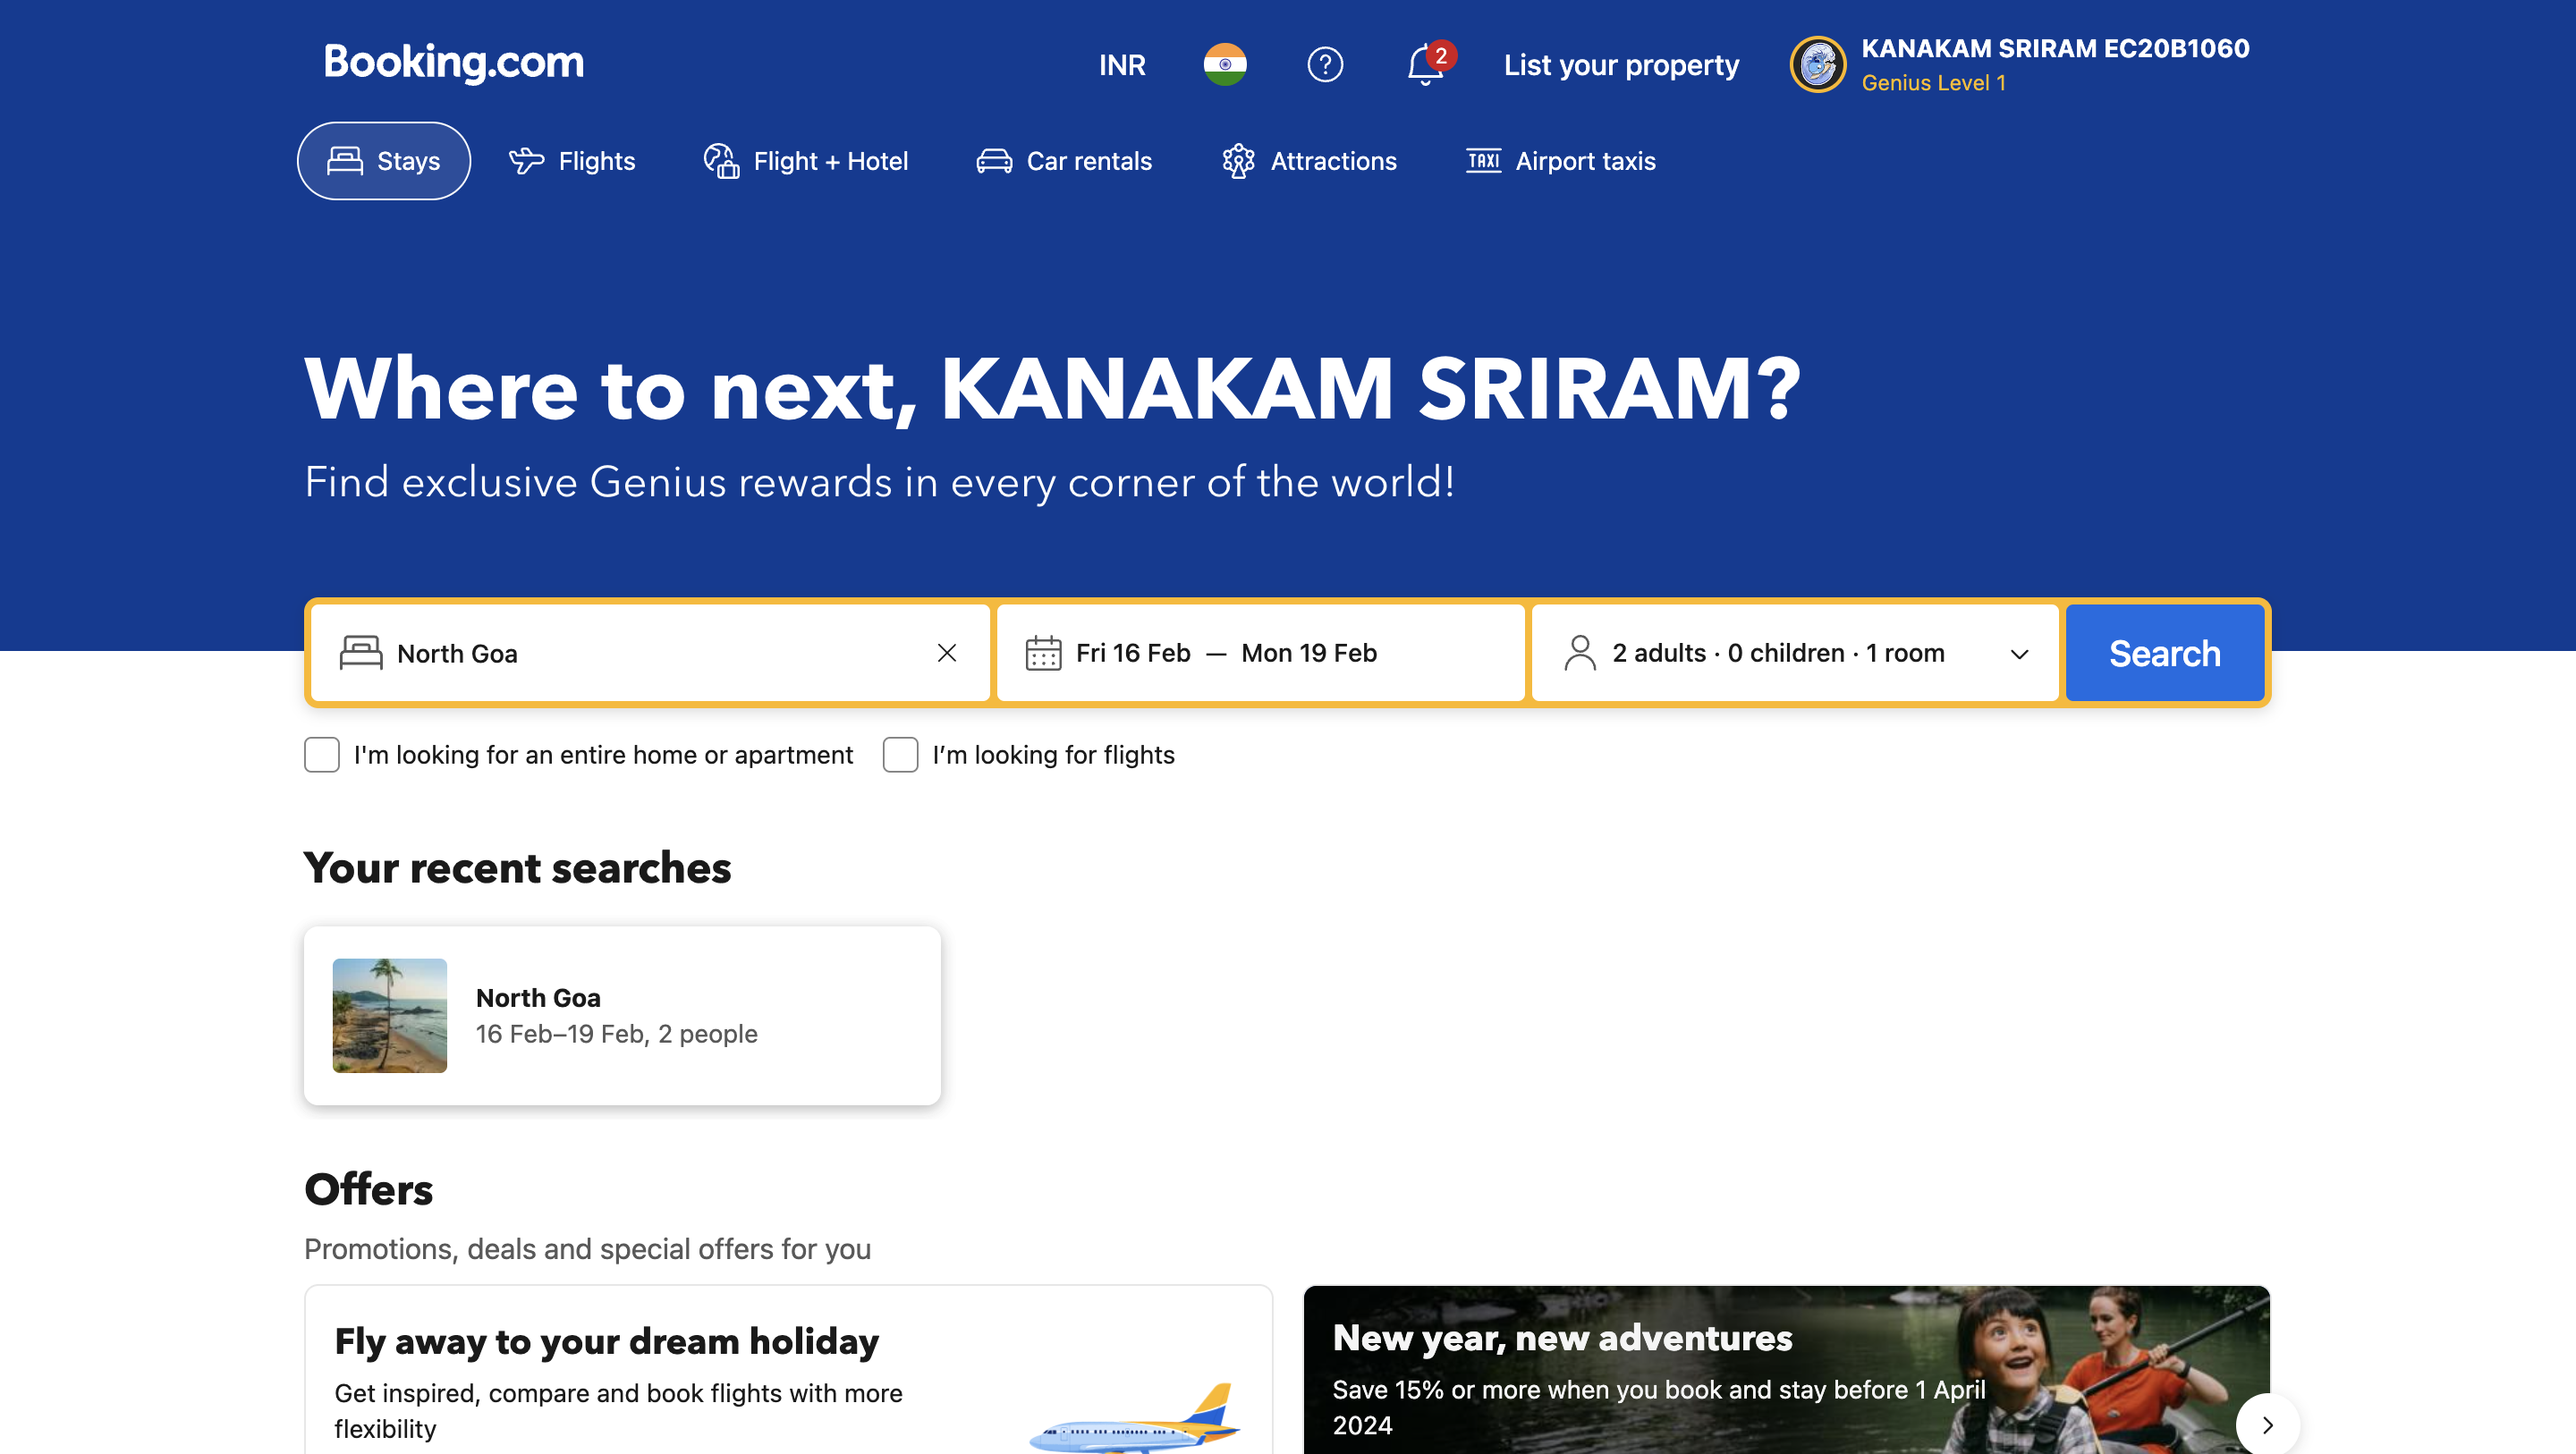 Booking.com
INR
2
List your property
KANAKAM SRIRAM EC20B1060
Genius Level 1
Stays
Flights
Flight + Hotel
Car rentals
Attractions
TAXI
Airport taxis
Where to next, KANAKAM SRIRAM?
Find exclusive Genius rewards in every corner of the world!
North Goa
Fri 16 Feb — Mon 19 Feb
2 adults · 0 children · 1 room
Search
I'm looking for an entire home or apartment
I’m looking for flights
Your recent searches
North Goa
16 Feb–19 Feb, 2 people
Offers
Promotions, deals and special offers for you
Fly away to your dream holiday
Get inspired, compare and book flights with more
flexibility
New year, new adventures
Save 15% or more when you book and stay before 1 April
2024